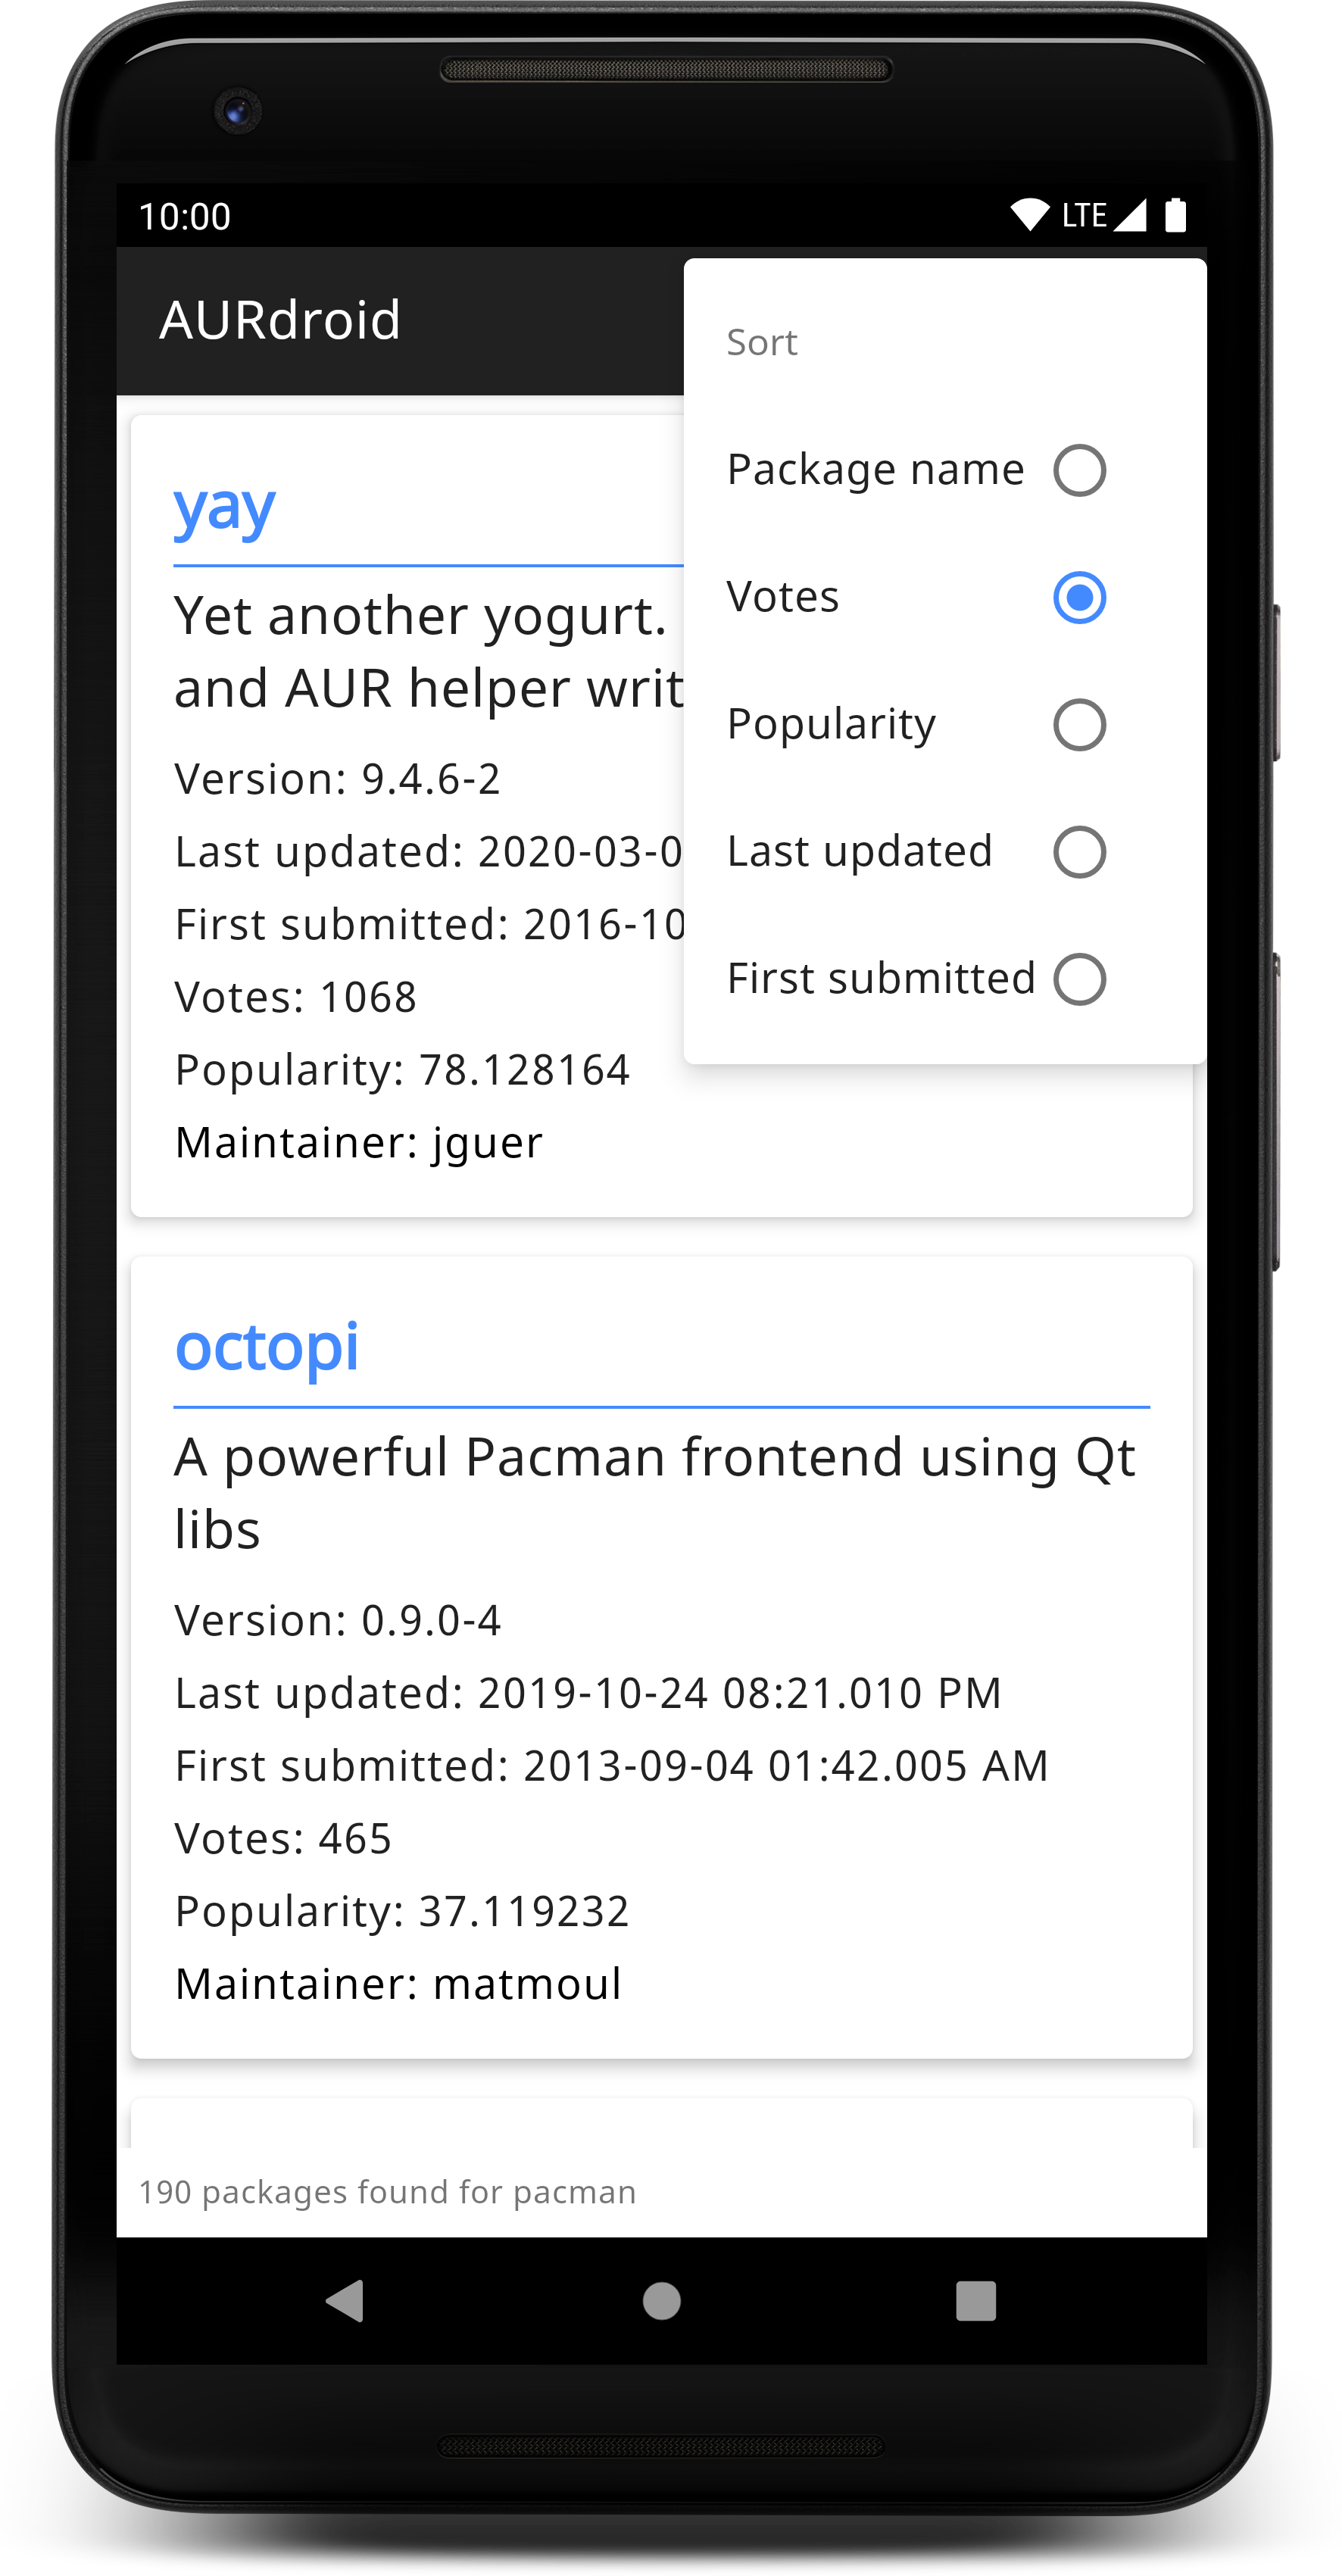 10:00
LTE
AURdroid
Sort
Package name
Votes
Popularity
Last updated
First submitted
yay
Yet another yogurt.
and AUR helper writ
Version: 9.4.6-2
Last updated: 2020-03-0
First submitted: 2016-10
Votes: 1068
Popularity: 78.128164
Maintainer: jguer
octopi
A powerful Pacman frontend using Qt
libs
Version: 0.9.0-4
Last updated: 2019-10-24 08:21.010 PM
First submitted: 2013-09-04 01:42.005 AM
Votes: 465
Popularity: 37.119232
Maintainer: matmoul
190 packages found for pacman